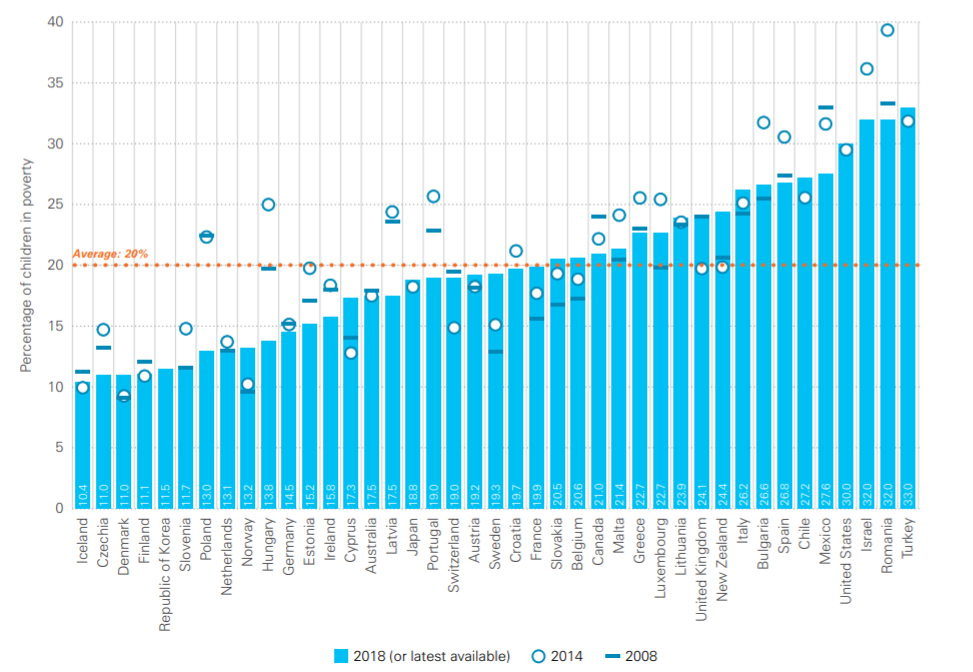 40
35
30
25
20
15
10
5
0
Percentage of children in poverty
Average: 20%
10.4
11.0
11.0
11.1
11.5
11.7
13.0
13.1
13.2
13.8
14.5
15.2
15.8
17.3
17.5
17.5
18.8
19.0
19.0
19.2
19.3
19.7
19.9
20.5
20.6
21.0
21.4
22.7
22.7
23.9
24.1
24.4
26.2
26.6
26.8
27.2
27.6
30.0
32.0
32.0
33.0
Iceland
Czechia
Denmark
Finland
Republic of Korea
Slovenia
Poland
Netherlands
Norway
Hungary
Germany
Estonia
Ireland
Cyprus
Australia
Latvia
Japan
Portugal
Switzerland
Austria
Sweden
Croatia
France
Slovakia
Belgium
Canada
Malta
Greece
Luxembourg
Lithuania
United Kingdom
New Zealand
Italy
Bulgaria
Spain
Chile
Mexico
United States
Israel
Romania
Turkey
2018 (or latest available)
2014
2008